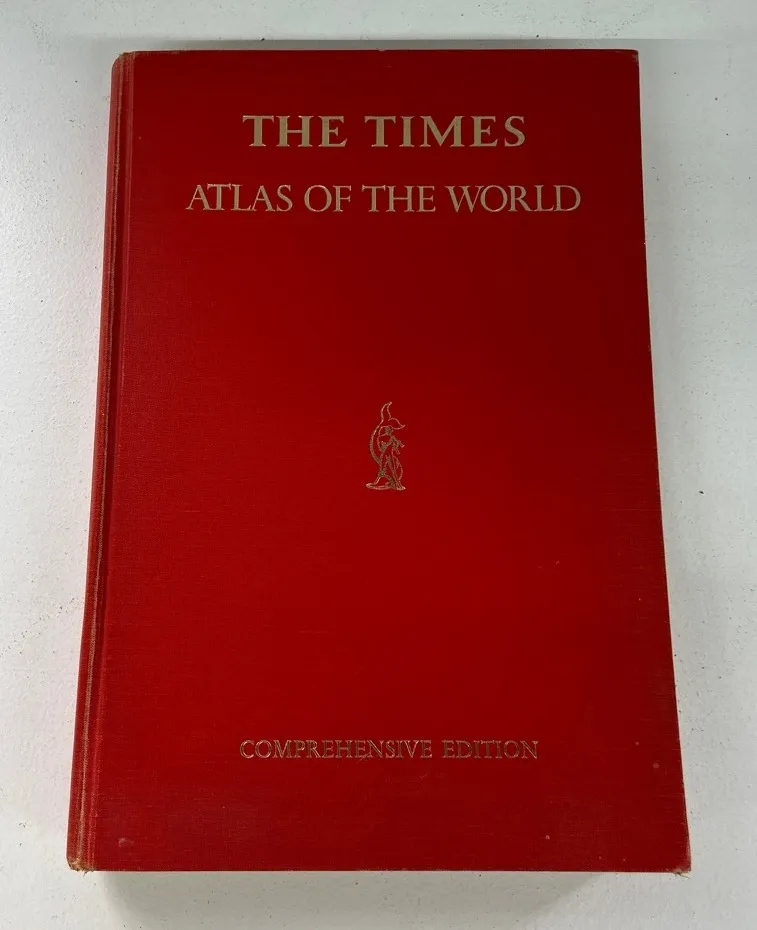 THE TIMES
ATLAS OF THE WORLD
COMPREHENSIVE EDITION